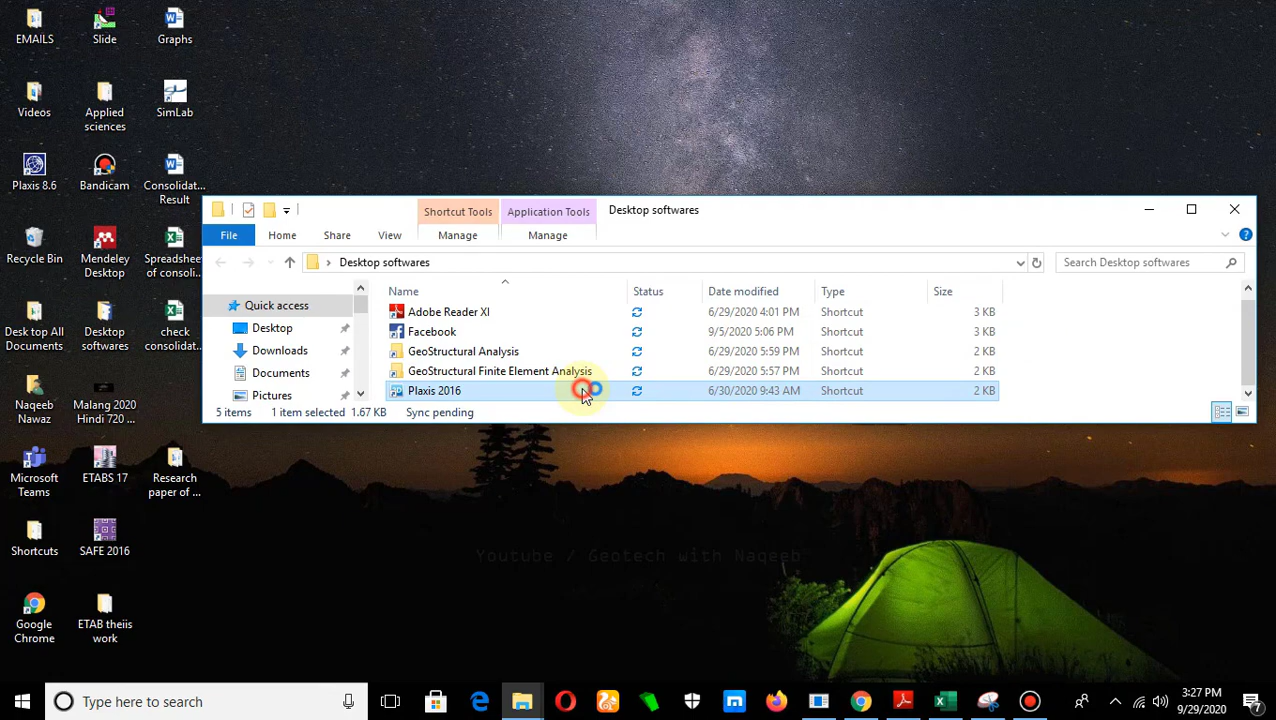 EMAILS
Slide
Graphs
Videos
Applied
sciences
SimLab
Plaxis 8.6
Bandicam
Consolidat...
Result
Recycle Bin
Mendeley
Desktop
Spreadsheet
of consoli...
Desktop All
Documents
Desktop
softwares
check
consolidat...
Naqeeb
Nawaz
Malang 2020
Hindi 720 ...
Microsoft
Teams
ETABS 17
Research
paper of ...
Shortcuts
SAFE 2016
Google
Chrome
ETAB theiis
work
Shortcut Tools
Application Tools
Desktop softwares
File
Home
Share
View
Manage
Manage
Desktop softwares
Search Desktop softwares
Quick access
Desktop
Downloads
Documents
Pictures
Name
Status
Date modified
Type
Size
Adobe Reader XI
6/29/2020 4:01 PM
Shortcut
3 KB
Facebook
9/5/2020 5:06 PM
Shortcut
3 KB
GeoStructural Analysis
6/29/2020 5:59 PM
Shortcut
2 KB
GeoStructural Finite Element Analysis
6/29/2020 5:57 PM
Shortcut
2 KB
Plaxis 2016
6/30/2020 9:43 AM
Shortcut
2 KB
5 items
1 item selected
1.67 KB
Sync pending
Youtube / Geotech with Naqeeb
Type here to search
:27 PM
9/29/2020